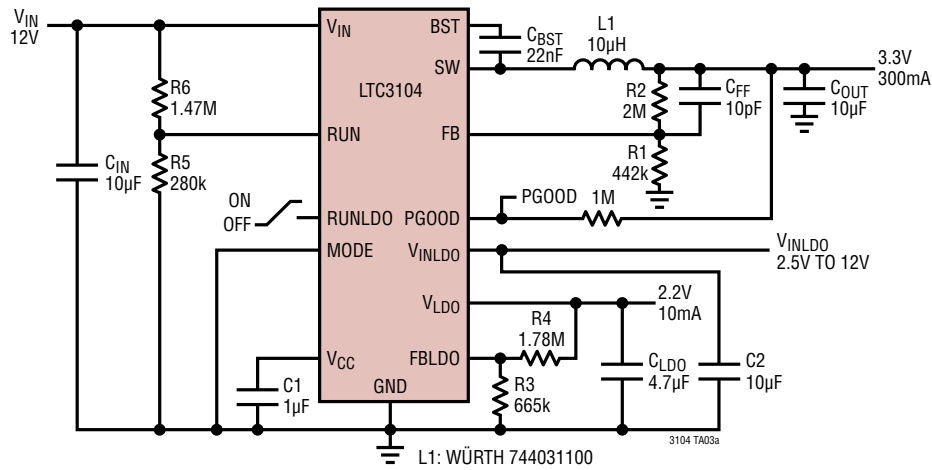 VIN
12V
VIN
BST
CBST
22nF
L1
10µH
SW
3.3V
300mA
R6
1.47M
LTC3104
R2
2M
CFF
10pF
COUT
10µF
RUN
FB
CIN
10µF
R5
280k
R1
442k
ON
OFF
RUNLDO
PGOOD
PGOOD
1M
MODE
VINLDO
VINLDO
2.5V TO 12V
VLDO
2.2V
10mA
R4
1.78M
VCC
FBLDO
C1
1µF
GND
R3
665k
CLDO
4.7µF
C2
10µF
3104 TA03a
L1: WÜRTH 744031100